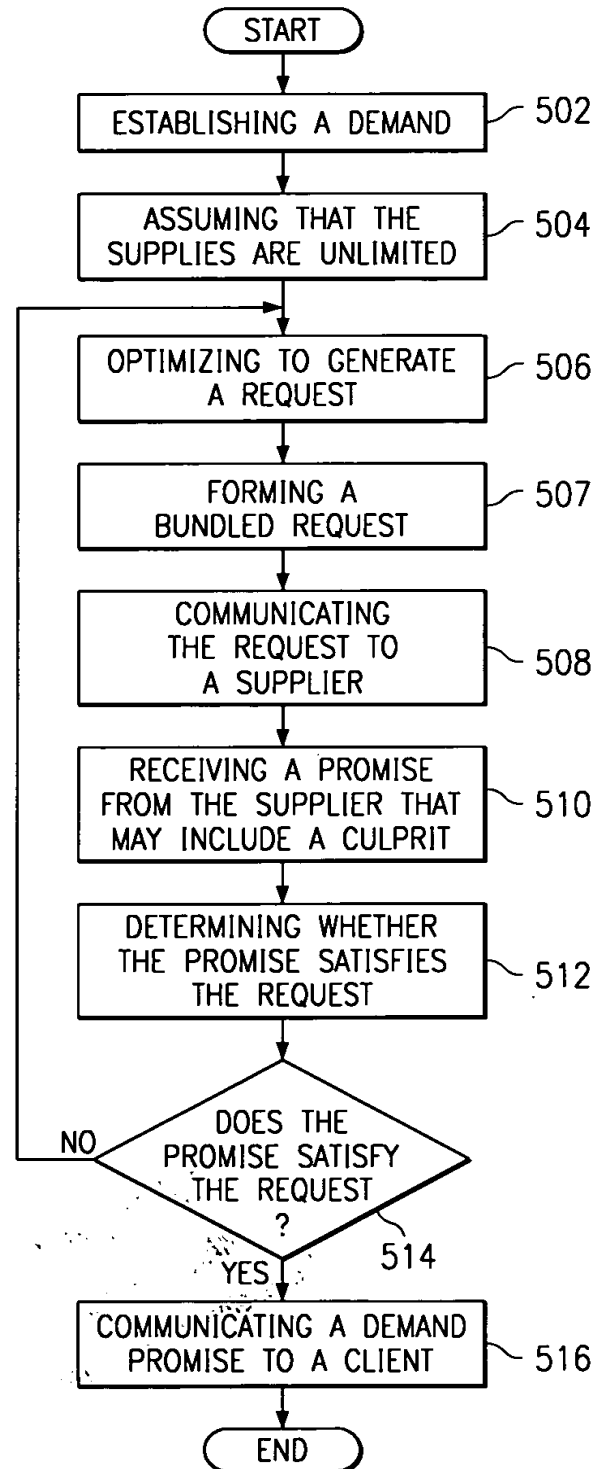 START
ESTABLISHING A DEMAND
502
ASSUMING THAT THE
SUPPLIES ARE UNLIMITED
504
OPTIMIZING TO GENERATE
A REQUEST
506
FORMING A
BUNDLED REQUEST
507
COMMUNICATING
THE REQUEST TO
A SUPPLIER
508
RECEIVING A PROMISE
FROM THE SUPPLIER THAT
MAY INCLUDE A CULPRIT
510
DETERMINING WHETHER
THE PROMISE SATISFIES
THE REQUEST
512
NO
DOES THE
PROMISE SATISFY
THE REQUEST
?
514
YES
COMMUNICATING A DEMAND
PROMISE TO A CLIENT
516
END